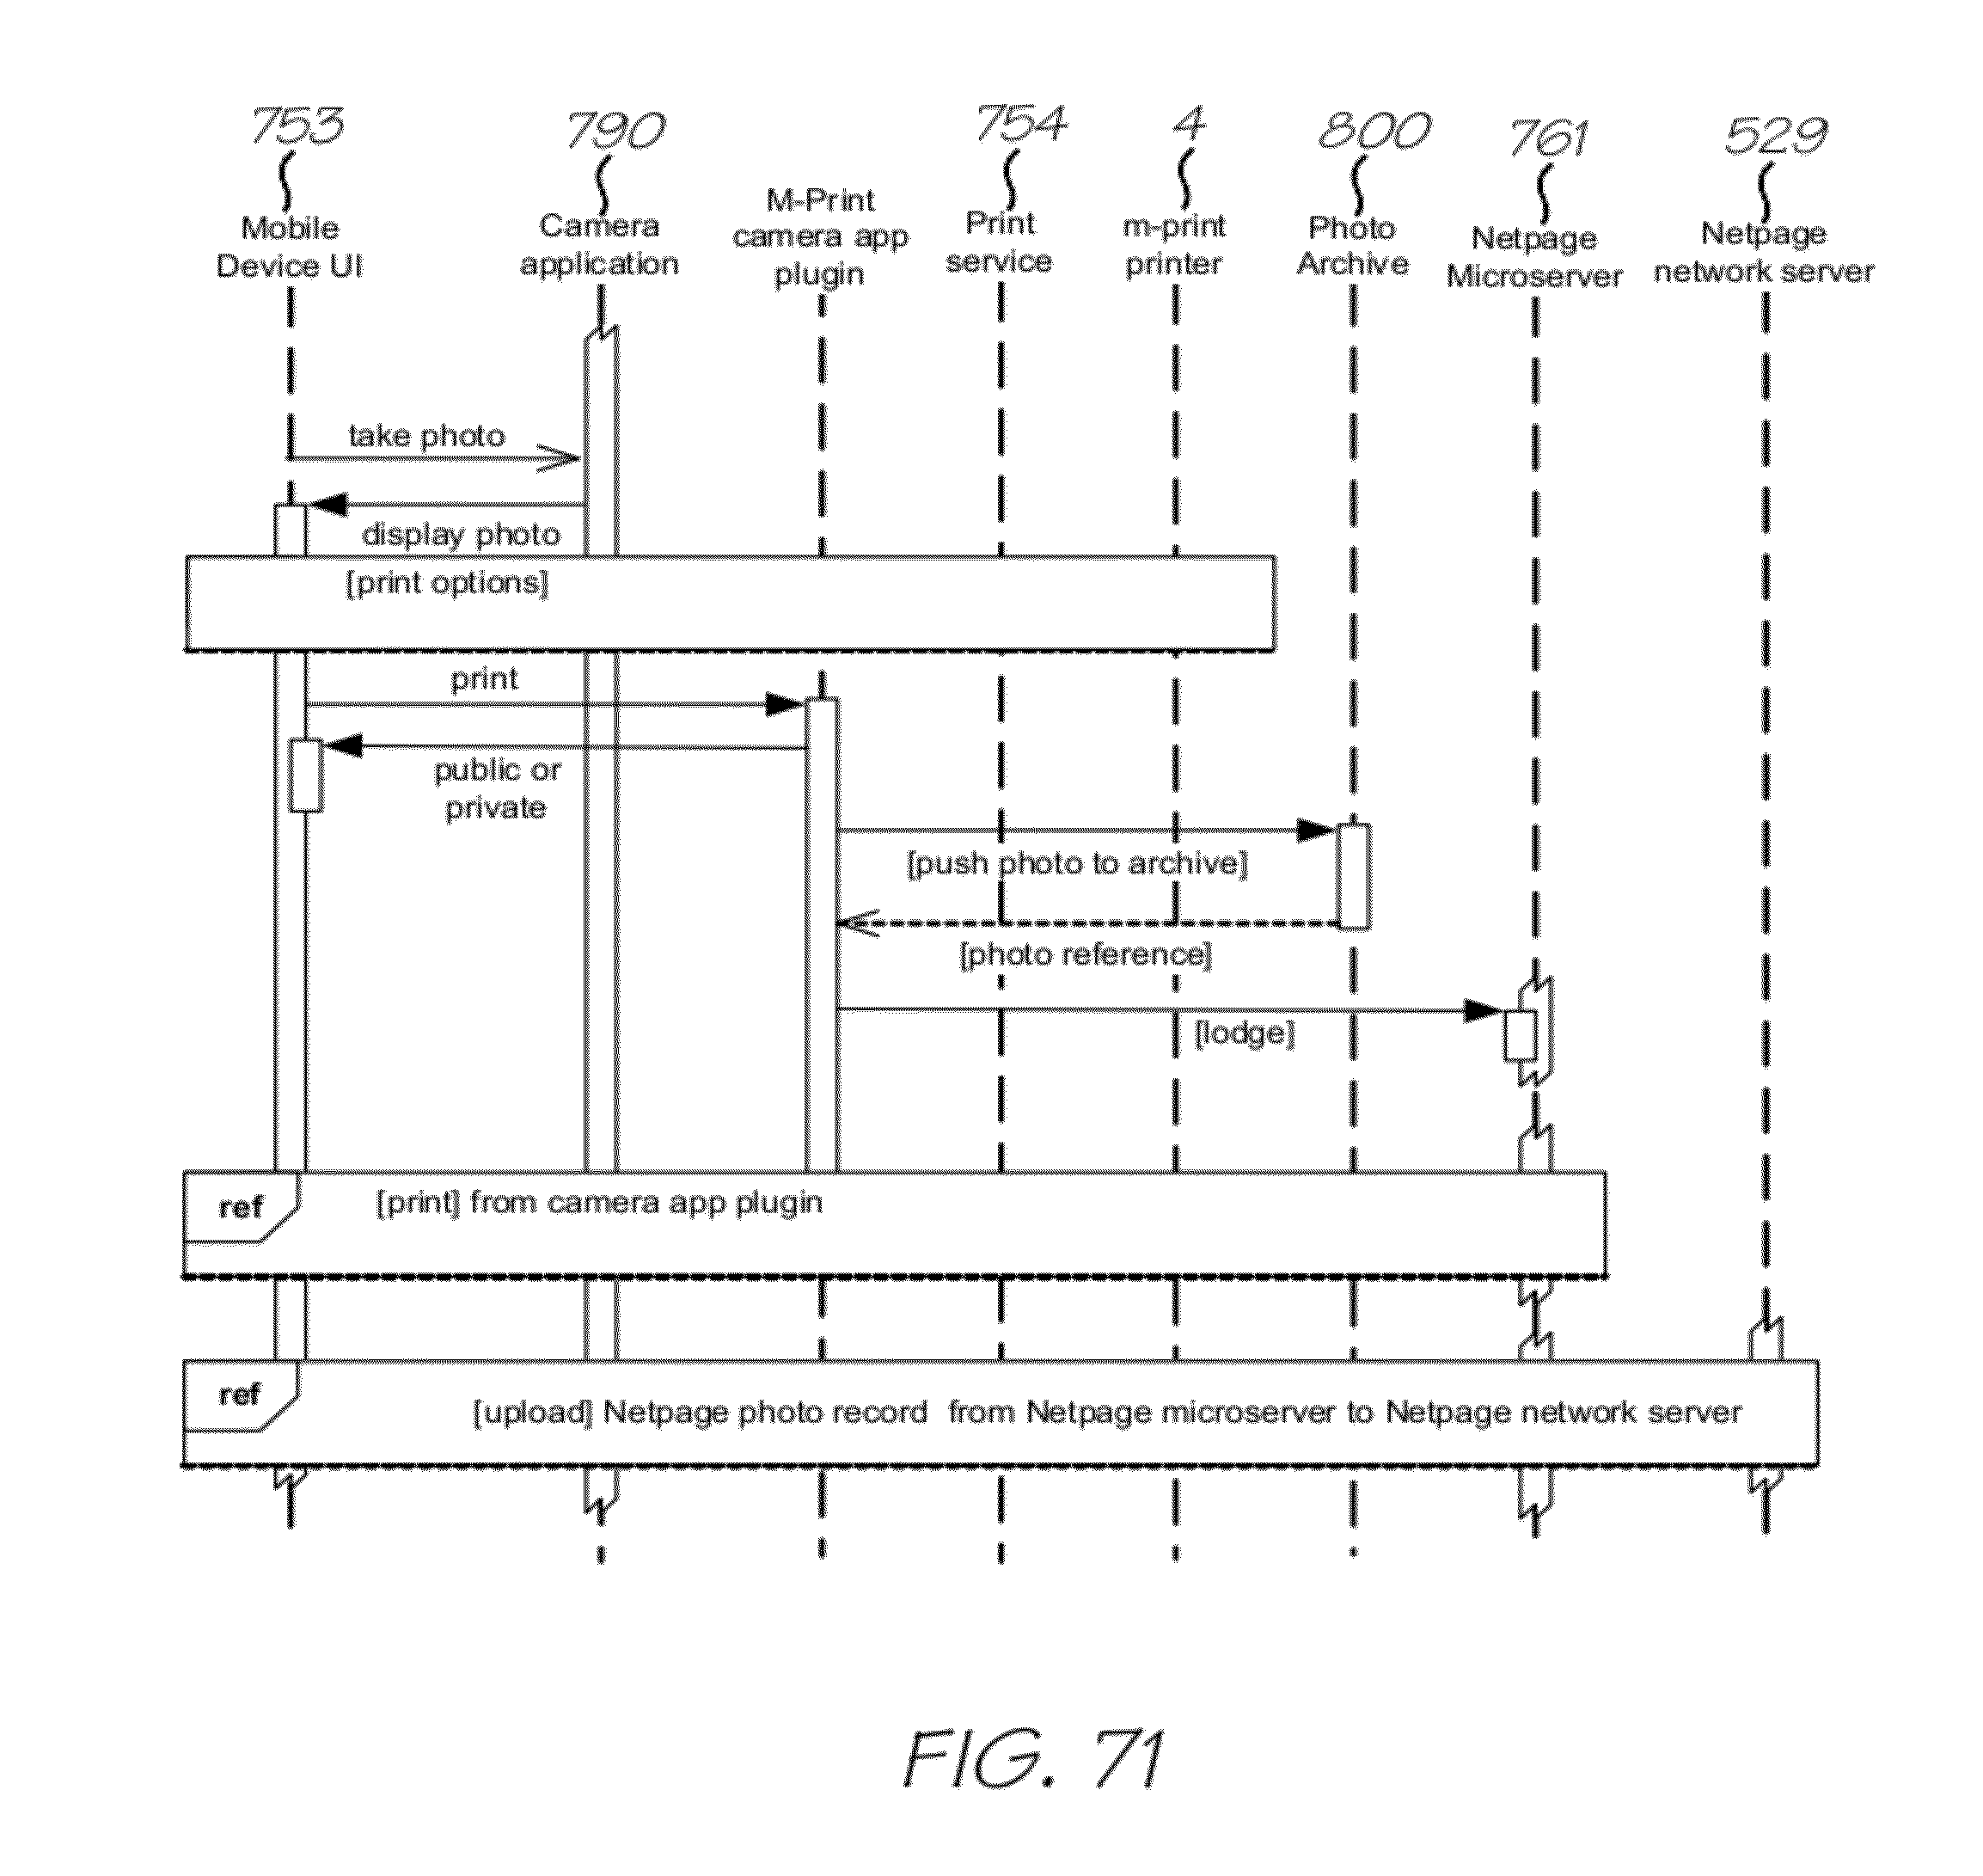 753 790 754 4 800 761 529
Mobile
Device UI
Camera
application
M-Print
camera app
plugin
Print
service
m-print
printer
Photo
Archive
Netpage
Microserver
Netpage
network server
take photo
display photo
[print options]
print
public or
private
[push photo to archive]
[photo reference]
[lodge]
ref
[print] from camera app plugin
ref
[upload] Netpage photo record from Netpage microserver to Netpage network server
FIG. 71